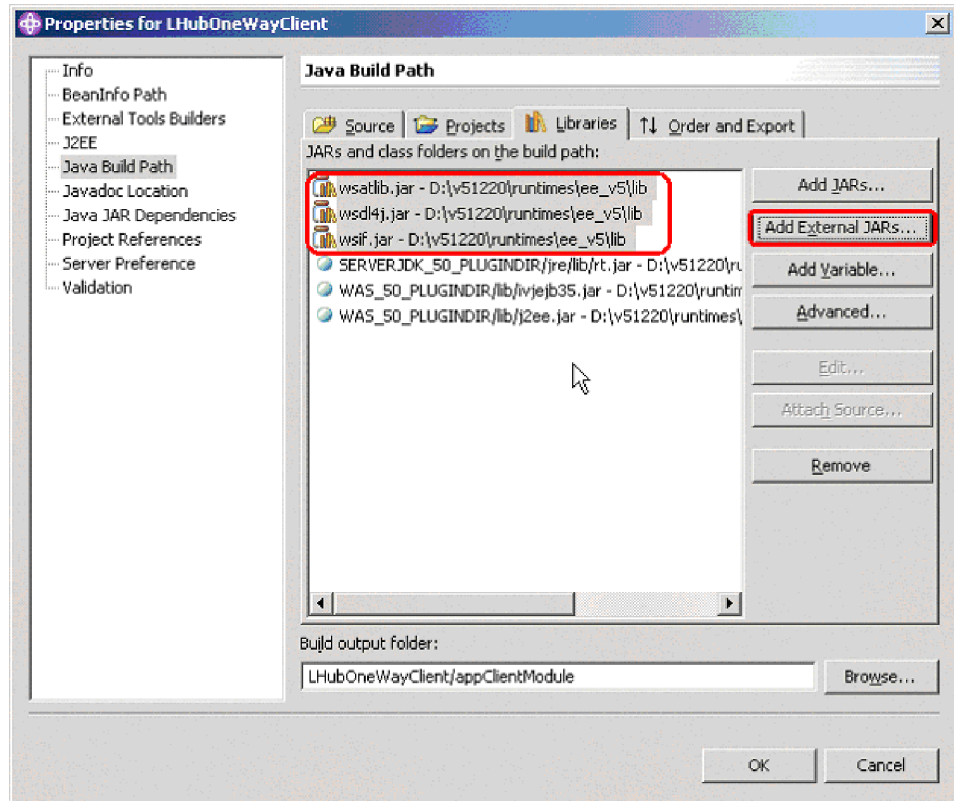 Properties for LHubOneWayClient
Info
BeanInfo Path
External Tools Builders
J2EE
Java Build Path
Javadoc Location
Java JAR Dependencies
Project References
Server Preference
Validation
Java Build Path
Source Projects Libraries Order and Export
JARs and class folders on the build path:
wsatlib.jar - D:\v51220\runtimes\ee_v5\lib
wsdl4j.jar - D:\v51220\runtimes\ee_v5\lib
wsif.jar - D:\v51220\runtimes\ee_v5\lib
SERVERJDK_50_PLUGINDIR/jre/lib/rt.jar - D:\v51220\ru
WAS_50_PLUGINDIR/lib/ivjejb35.jar - D:\v51220\runtim
WAS_50_PLUGINDIR/lib/j2ee.jar - D:\v51220\runtimes\
Add JARs...
Add External JARs...
Add Variable...
Advanced...
Edit...
Attach Source...
Remove
Build output folder:
LHubOneWayClient/appClientModule
Browse...
OK
Cancel